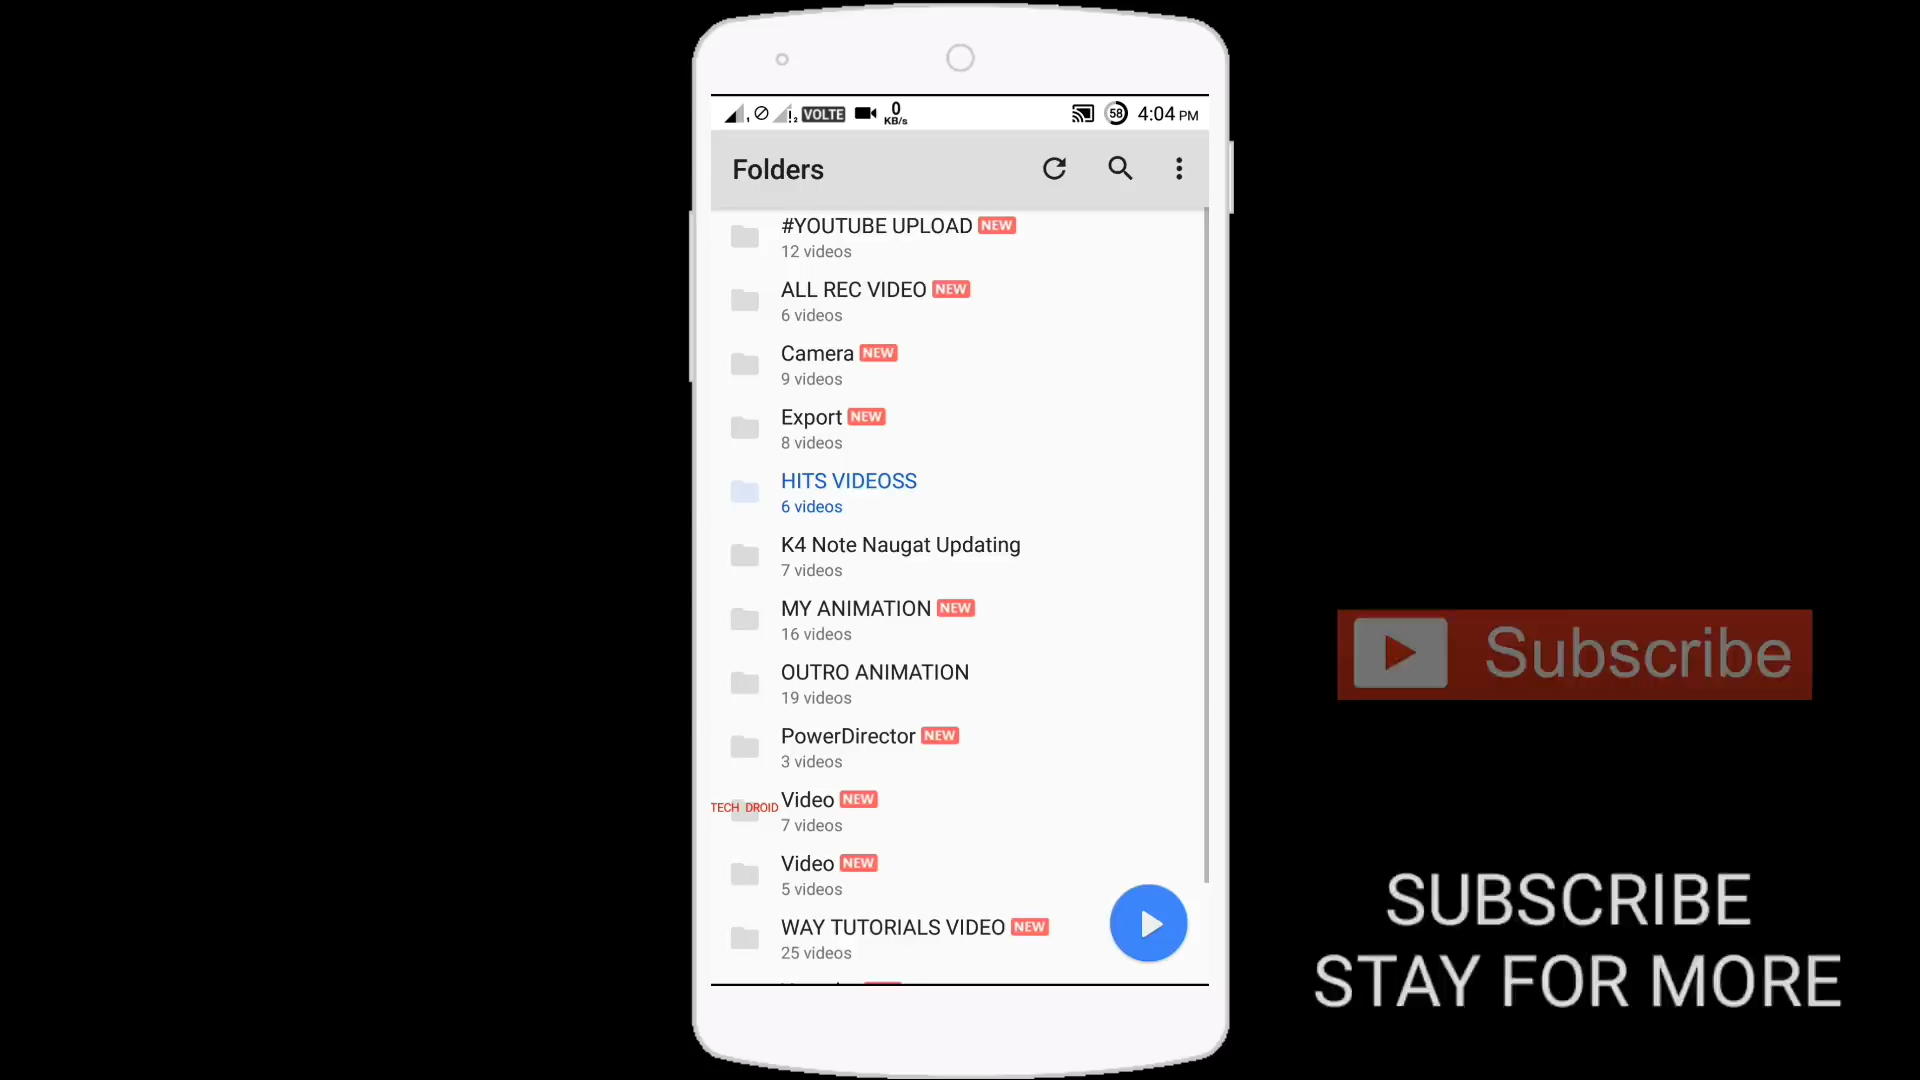 1 2 VOLTE 0 KB/s 58 4:04 PM
Folders
#YOUTUBE UPLOAD NEW
12 videos
ALL REC VIDEO NEW
6 videos
Camera NEW
9 videos
Export NEW
8 videos
HITS VIDEOSS
6 videos
K4 Note Naugat Updating
7 videos
MY ANIMATION NEW
16 videos
OUTRO ANIMATION
19 videos
PowerDirector NEW
3 videos
TECH DROID
Video NEW
7 videos
Video NEW
5 videos
WAY TUTORIALS VIDEO NEW
25 videos
Subscribe
SUBSCRIBE
STAY FOR MORE